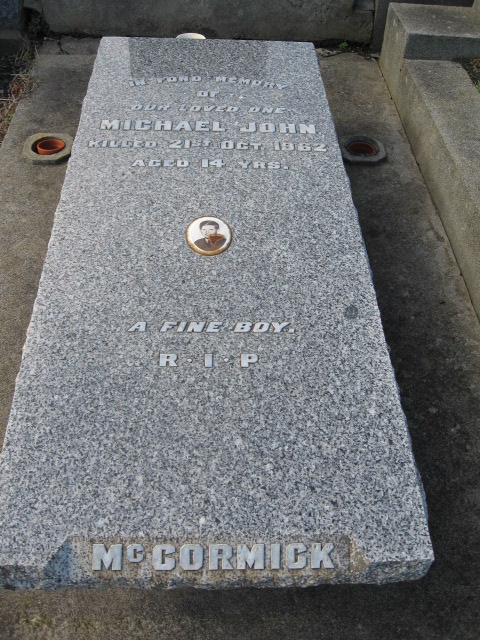 IN FOND MEMORY
OF
OUR LOVED ONE
MICHAEL JOHN
KILLED 21ST OCT. 1962
AGED 14 YRS.
A FINE BOY.
R·I·P
MCCORMICK